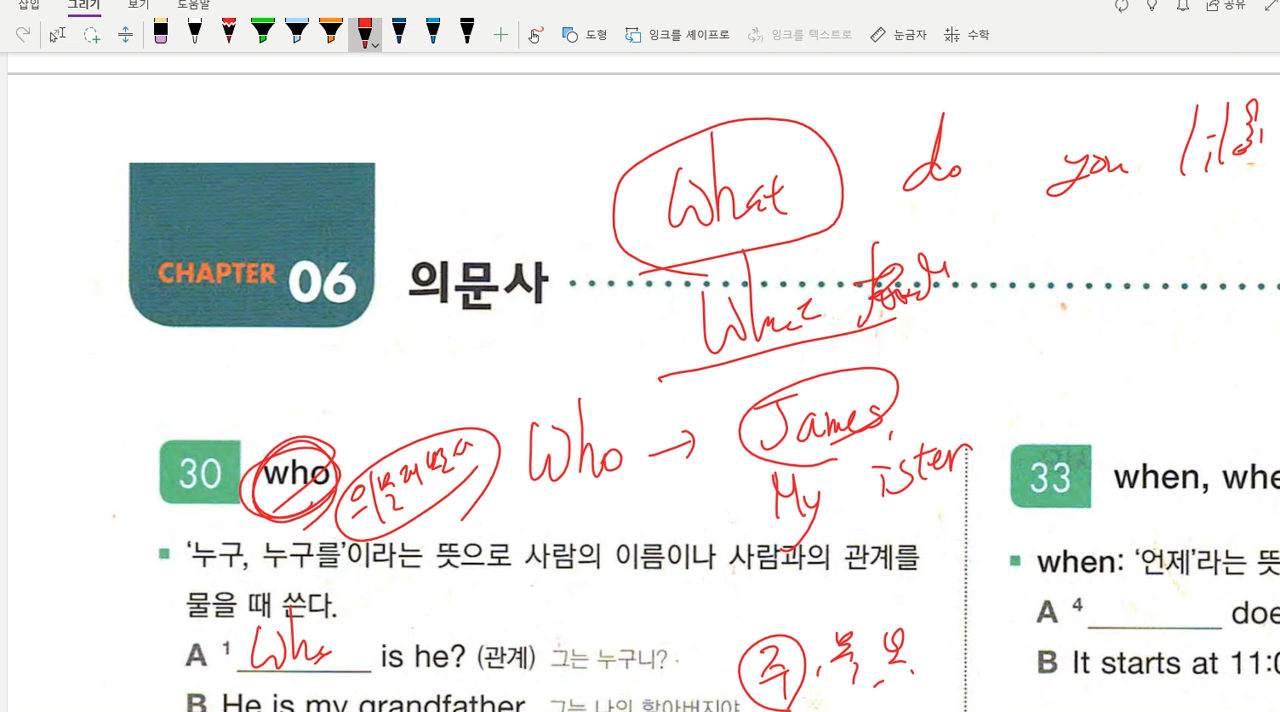 삽입 그리기 보기 도움말
공유
도형 잉크를 셰이프로 잉크를 텍스트로 눈금자 수학
What do you
CHAPTER 06 의문사
What food
Who → James,
My sister
30 who
'누구, 누구를'이라는 뜻으로 사람의 이름이나 사람과의 관계를
물을 때 쓴다.
A ¹ Who is he? (관계) 그는 누구니?
주, 목, 보
B He is my grandfather. 그는 나의 할아버지야
33 when, whe
when: '언제'라는 뜻
A ⁴ ________ doe
B It starts at 11:0